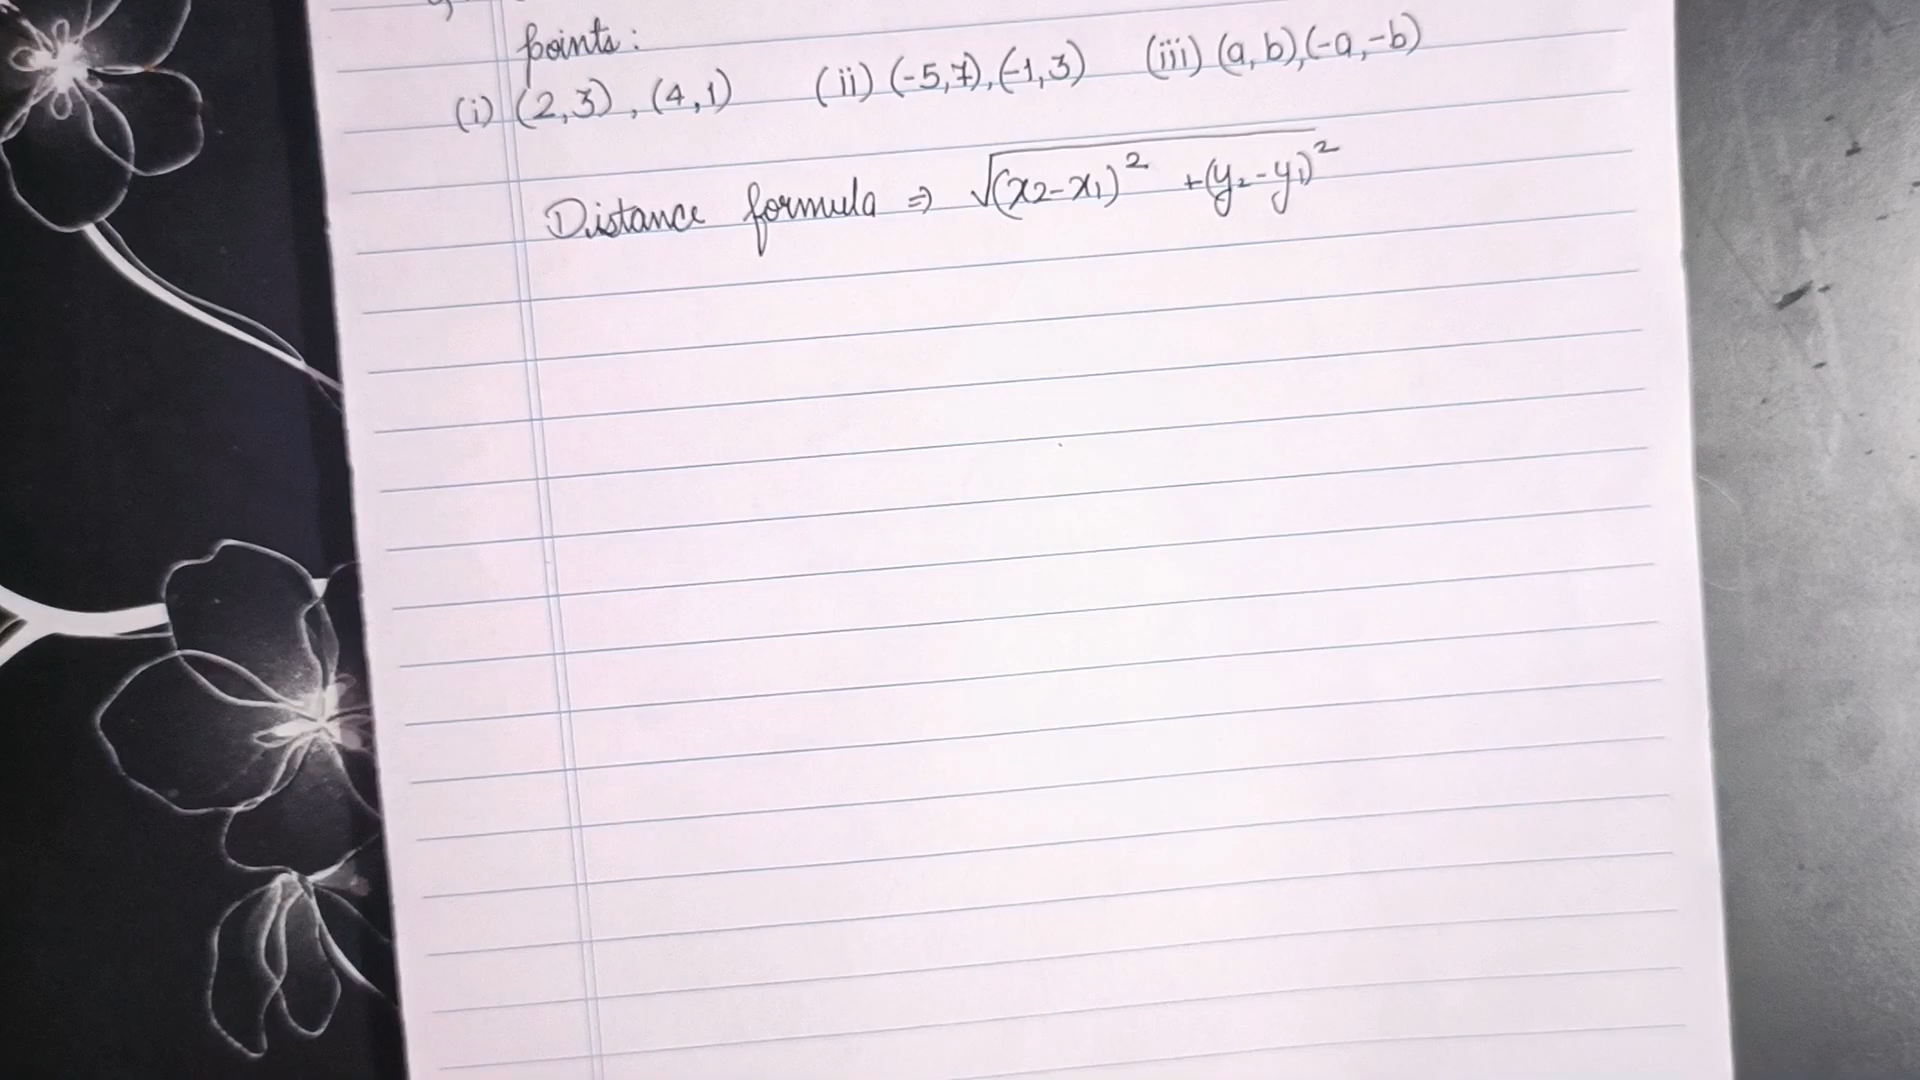 points:
(i) (2,3), (4,1) (ii) (-5,7), (-1,3) (iii) (a, b), (-a, -b)
Distance formula ⇒ √(x₂-x₁)² + (y₂-y₁)²